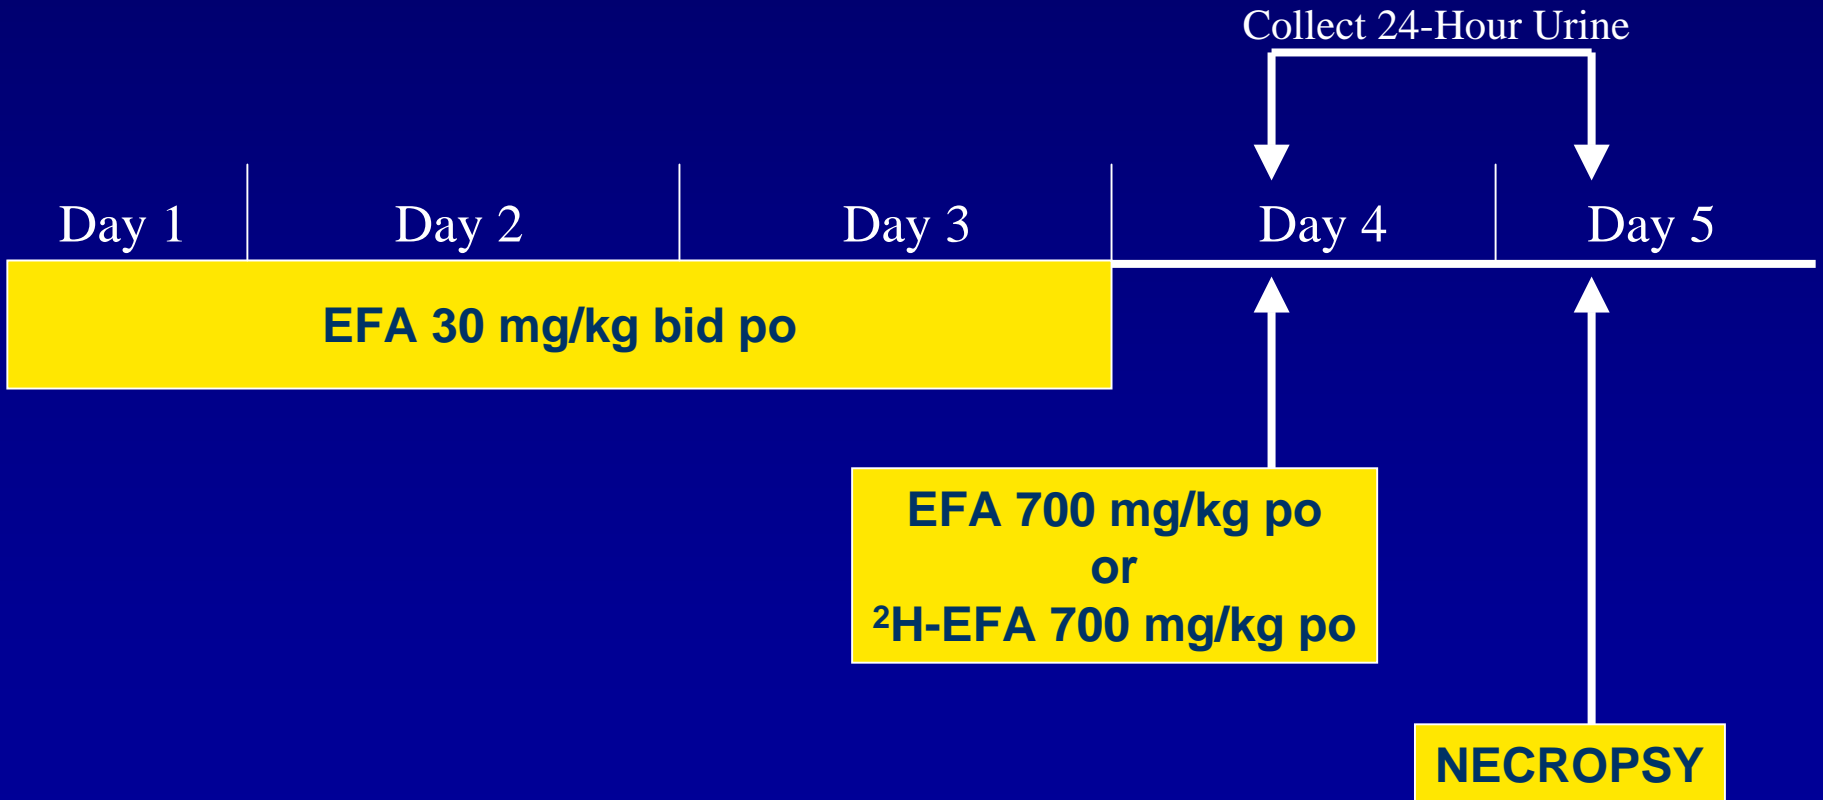 Collect 24-Hour Urine
Day 1 Day 2 Day 3 Day 4 Day 5
EFA 30 mg/kg bid po
EFA 700 mg/kg po
or
²H-EFA 700 mg/kg po
NECROPSY